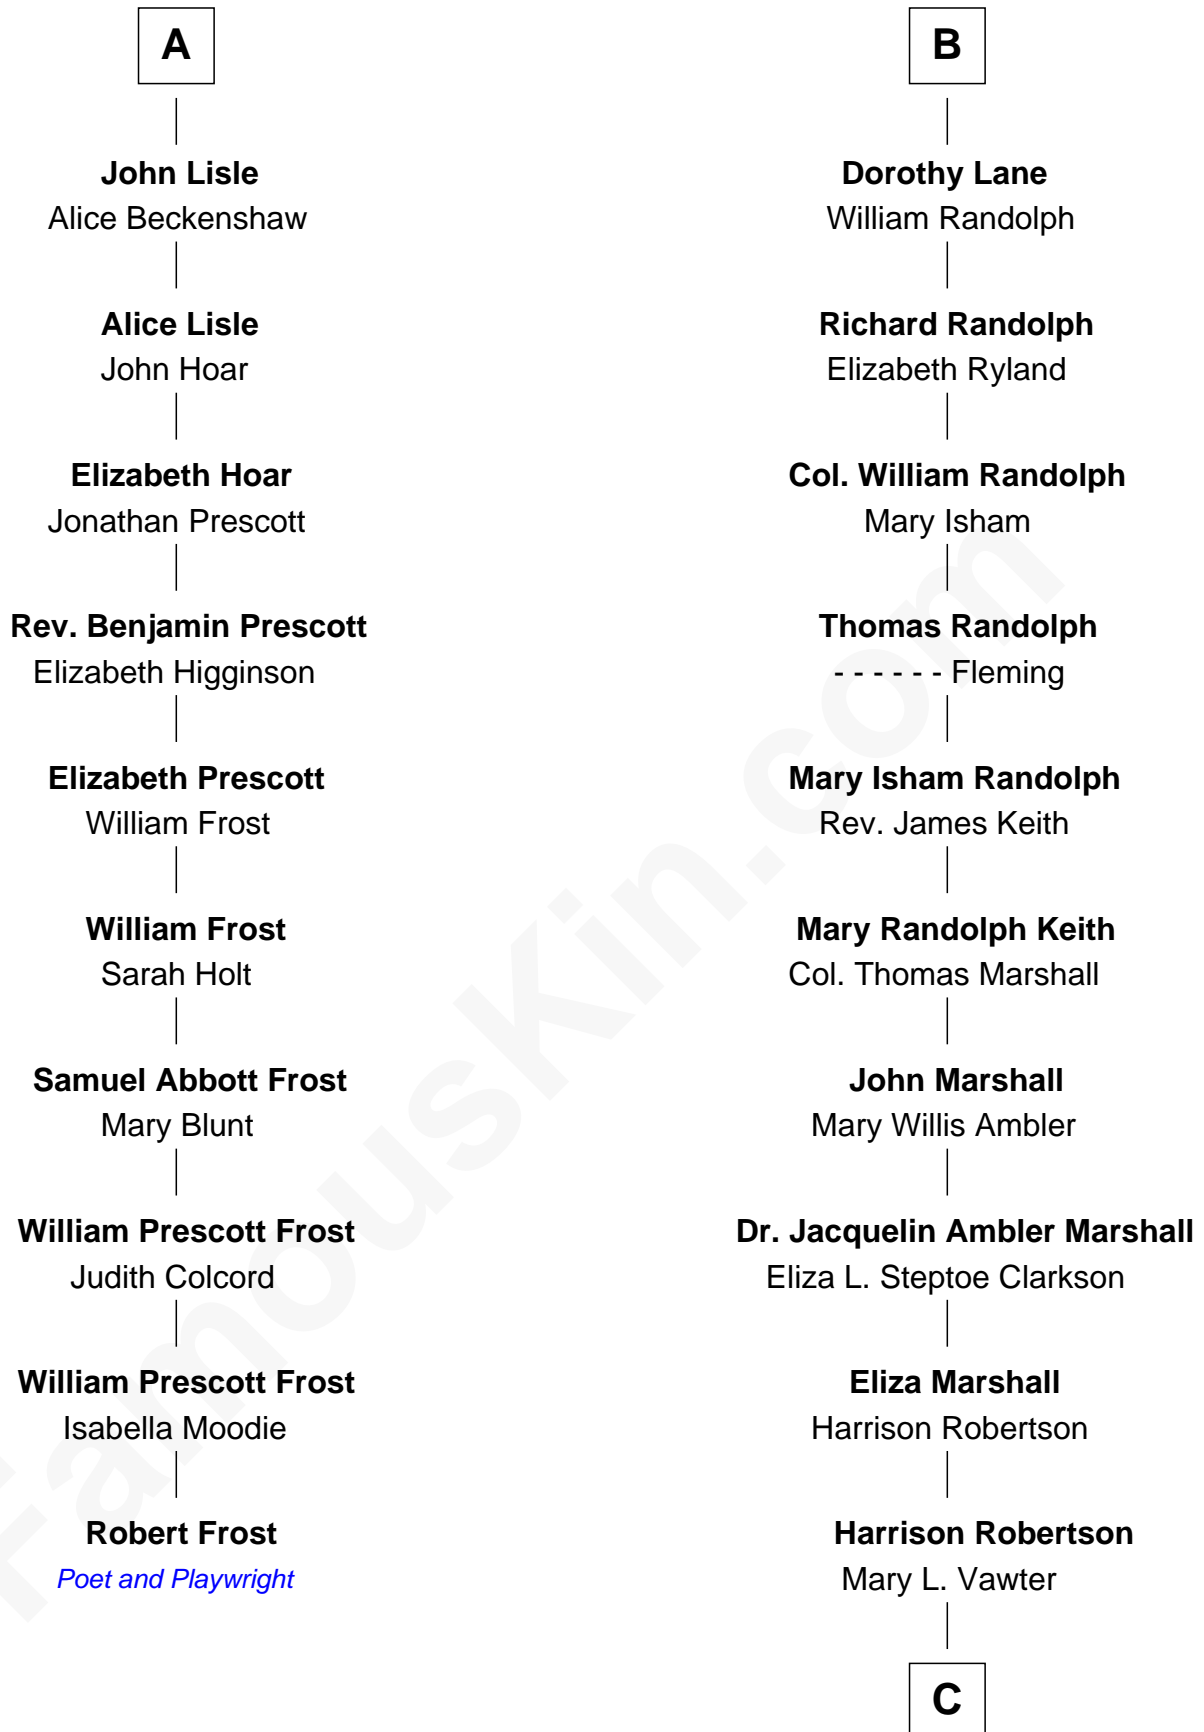 A
John Lisle
Alice Beckenshaw
Alice Lisle
John Hoar
Elizabeth Hoar
Jonathan Prescott
Rev. Benjamin Prescott
Elizabeth Higginson
Elizabeth Prescott
William Frost
William Frost
Sarah Holt
Samuel Abbott Frost
Mary Blunt
William Prescott Frost
Judith Colcord
William Prescott Frost
Isabella Moodie
Robert Frost
Poet and Playwright
B
Dorothy Lane
William Randolph
Richard Randolph
Elizabeth Ryland
Col. William Randolph
Mary Isham
Thomas Randolph
- - - - - - Fleming
Mary Isham Randolph
Rev. James Keith
Mary Randolph Keith
Col. Thomas Marshall
John Marshall
Mary Willis Ambler
Dr. Jacquelin Ambler Marshall
Eliza L. Steptoe Clarkson
Eliza Marshall
Harrison Robertson
Harrison Robertson
Mary L. Vawter
C
FamousKin.com